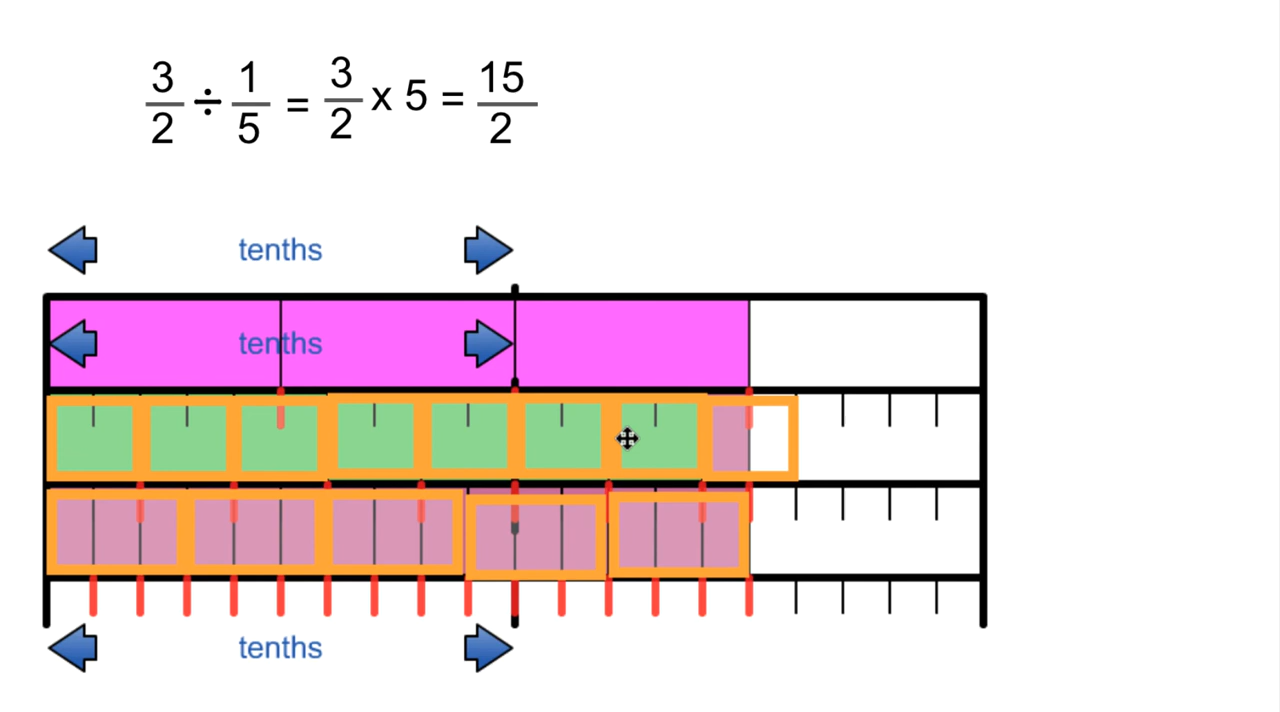 3/2 ÷ 1/5 = 3/2 x 5 = 15/2
tenths
tenths
tenths